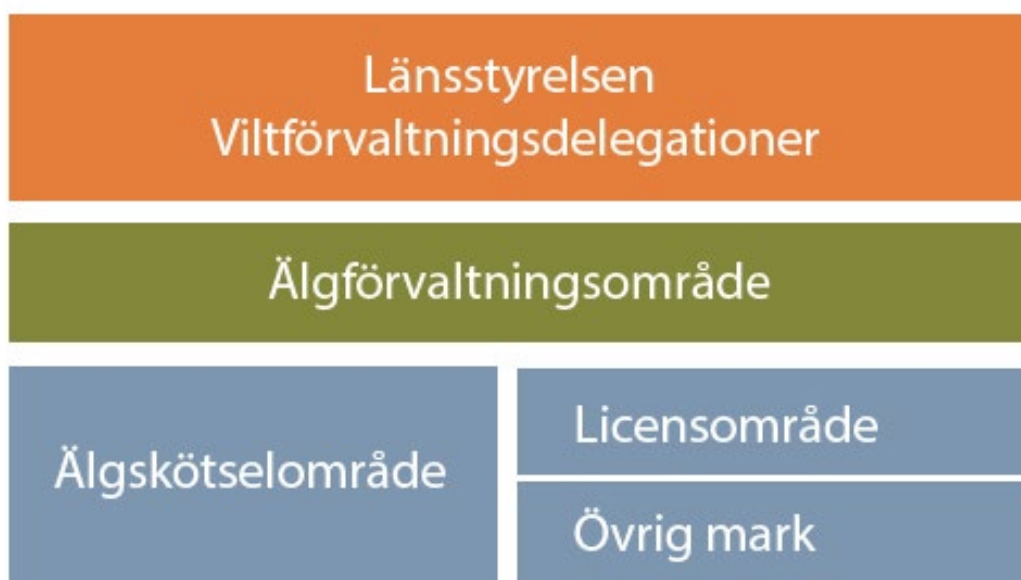 Länsstyrelsen
Viltförvaltningsdelegationer
Älgförvaltningsområde
Älgskötselområde
Licensområde
Övrig mark